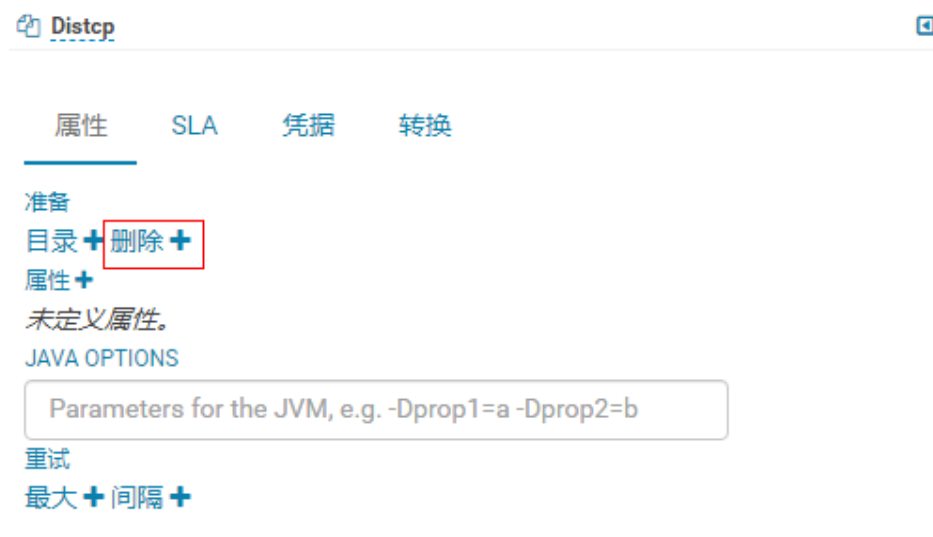 Distcp
属性 SLA 凭据 转换
准备
目录 + 删除 +
属性 +
未定义属性。
JAVA OPTIONS
Parameters for the JVM, e.g. -Dprop1=a -Dprop2=b
重试
最大 + 间隔 +